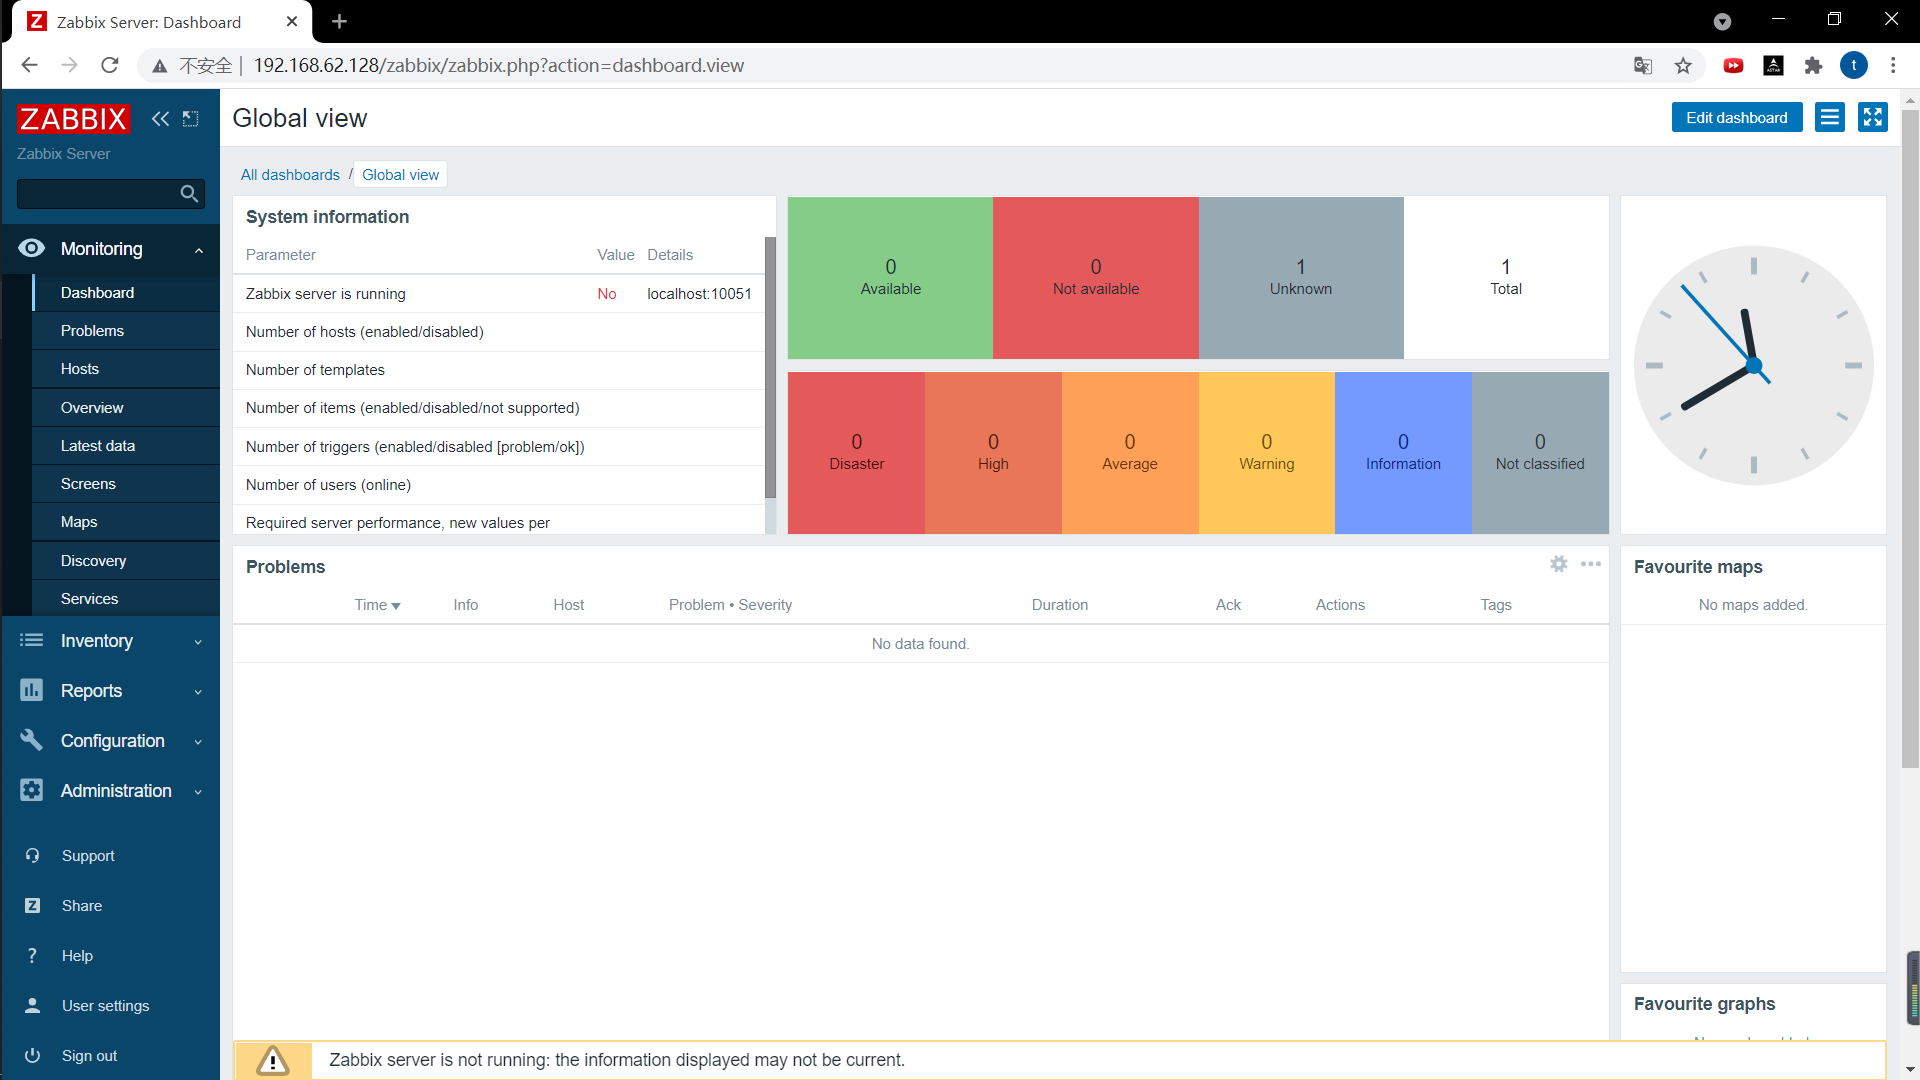 Z Zabbix Server: Dashboard
不安全 192.168.62.128/zabbix/zabbix.php?action=dashboard.view
t
ZABBIX
Zabbix Server
Global view
Edit dashboard
All dashboards / Global view
Monitoring
Dashboard
Problems
Hosts
Overview
Latest data
Screens
Maps
Discovery
Services
Inventory
Reports
Configuration
Administration
Support
Z Share
? Help
User settings
Sign out
System information
Parameter Value Details
Zabbix server is running No localhost:10051
Number of hosts (enabled/disabled)
Number of templates
Number of items (enabled/disabled/not supported)
Number of triggers (enabled/disabled [problem/ok])
Number of users (online)
Required server performance, new values per
0 Available
0 Not available
1 Unknown
1 Total
0 Disaster
0 High
0 Average
0 Warning
0 Information
0 Not classified
Problems
Time Info Host Problem • Severity Duration Ack Actions Tags
No data found.
Favourite maps
No maps added.
Favourite graphs
Zabbix server is not running: the information displayed may not be current.